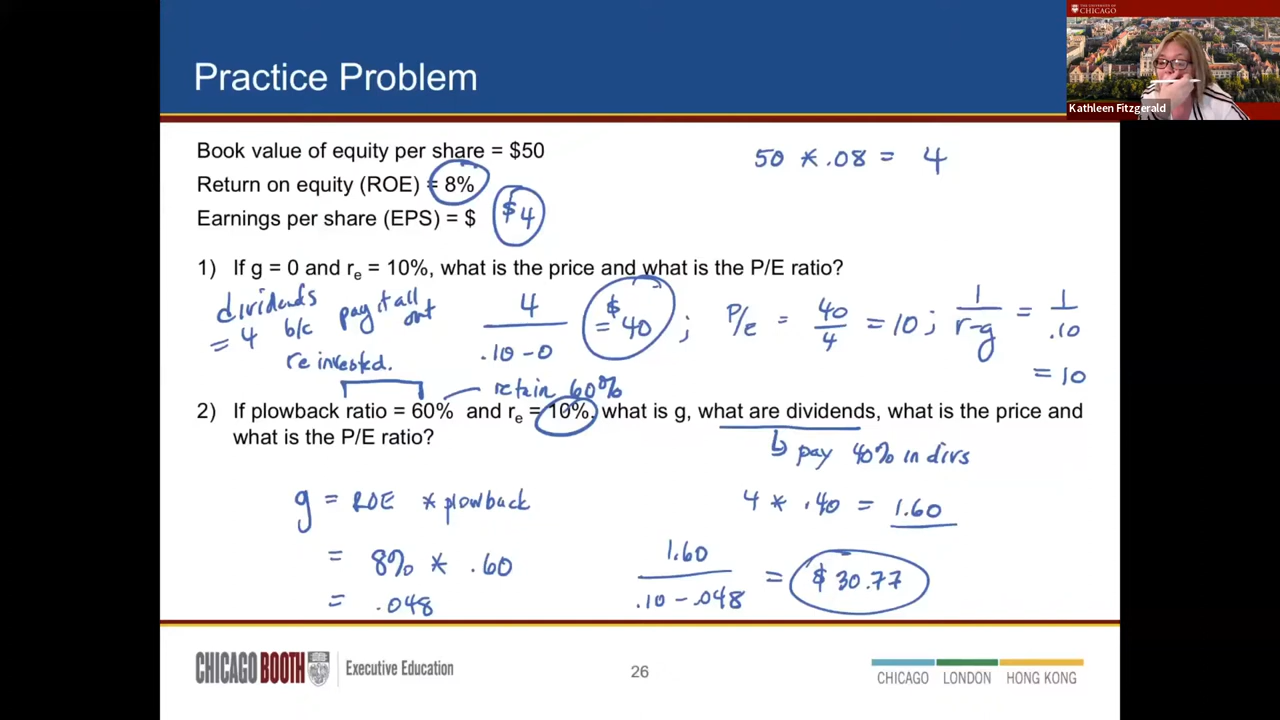 THE UNIVERSITY OF
CHICAGO
Kathleen Fitzgerald
Practice Problem
Book value of equity per share = $50
50 * .08 = 4
Return on equity (ROE) = 8%
Earnings per share (EPS) = $ $4
1) If g = 0 and re = 10%, what is the price and what is the P/E ratio?
dividends
= 4 b/c
pay it all
out
reinvested.
4
.10 - 0
= $40 ;
P/e = 40/4 = 10 ; 1/r-g = 1/.10
= 10
retain 60%
2) If plowback ratio = 60% and re = 10%, what is g, what are dividends, what is the price and
what is the P/E ratio?
pay 40% in divs
g = ROE * plowback
4 * .40 = 1.60
= 8% * .60
= .048
1.60
.10 - .048
= $30.77
CHICAGO BOOTH Executive Education
26
CHICAGO LONDON HONG KONG